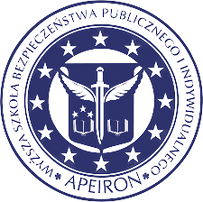 WYŻSZA SZKOŁA BEZPIECZEŃSTWA PUBLICZNEGO I INDYWIDUALNEGO
APEIRON